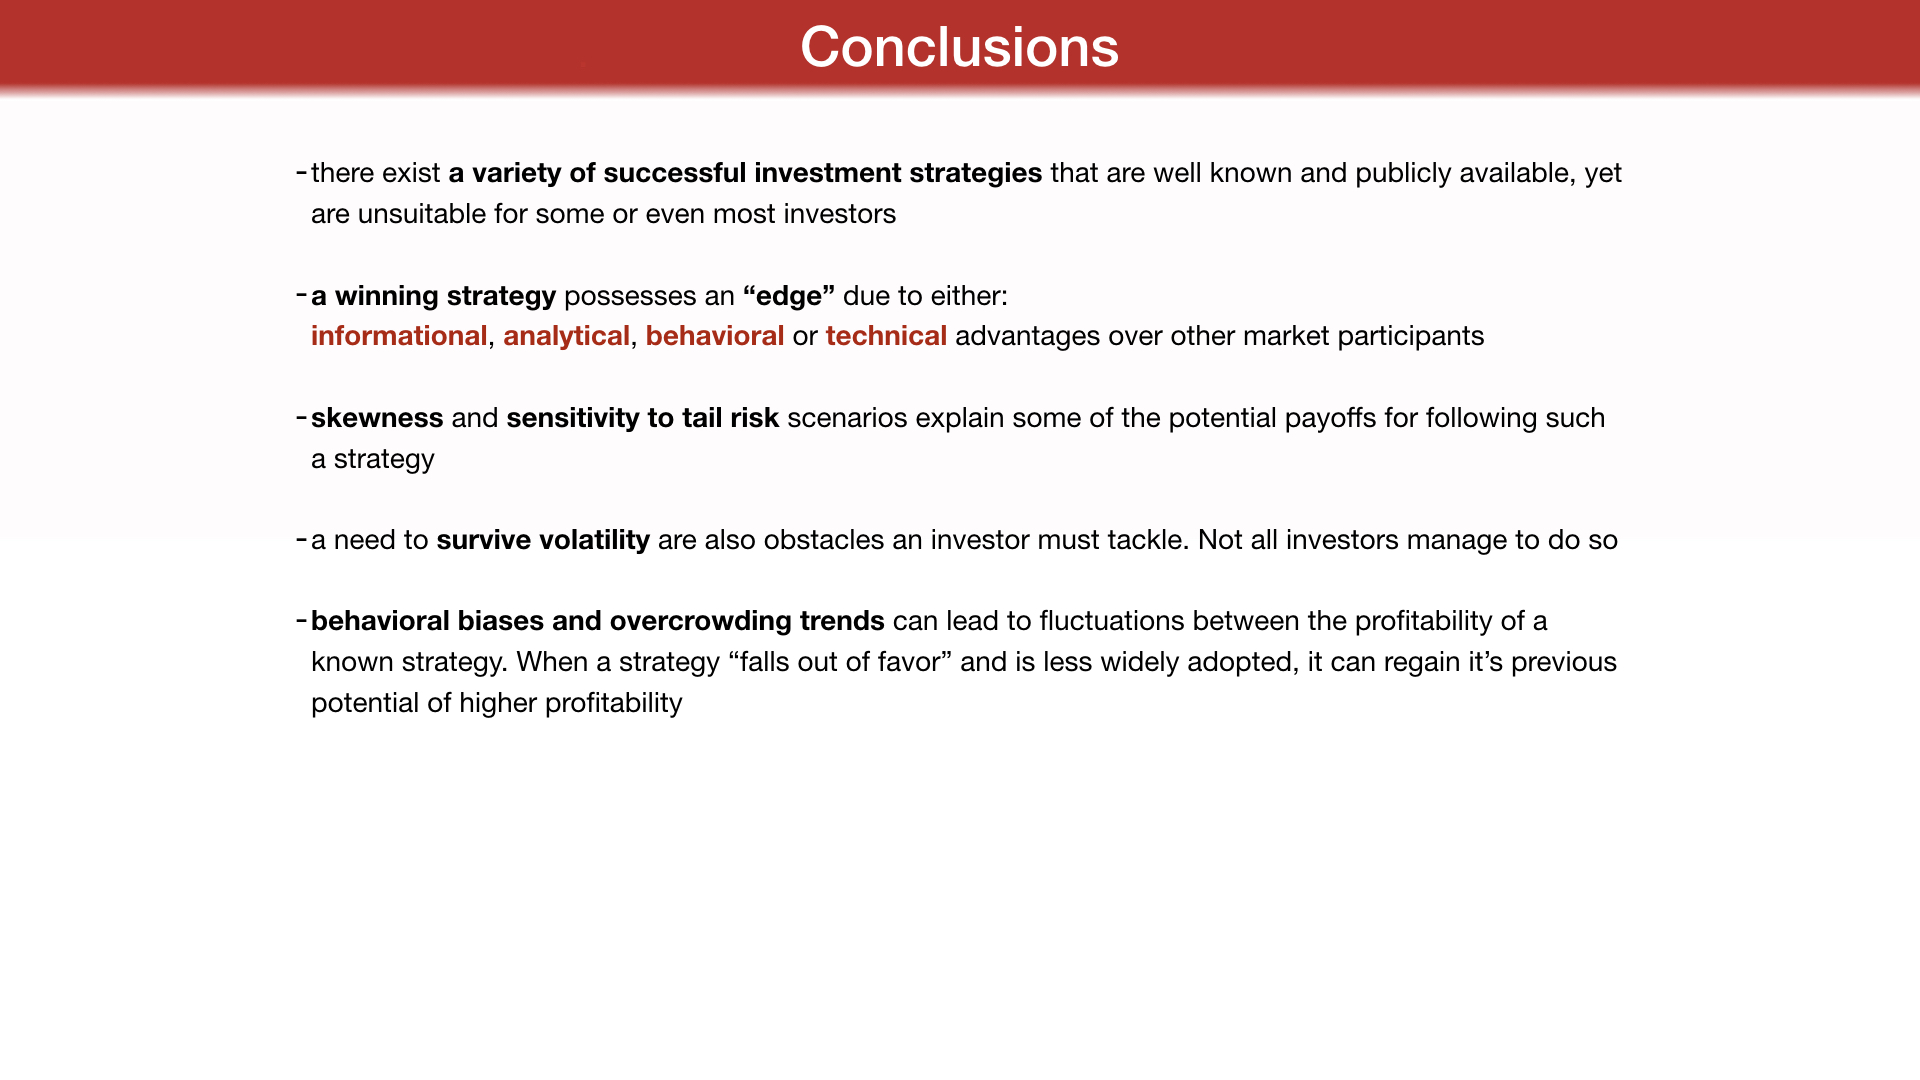 Conclusions
-there exist a variety of successful investment strategies that are well known and publicly available, yet
are unsuitable for some or even most investors
-a winning strategy possesses an “edge” due to either:
informational, analytical, behavioral or technical advantages over other market participants
-skewness and sensitivity to tail risk scenarios explain some of the potential payoffs for following such
a strategy
-a need to survive volatility are also obstacles an investor must tackle. Not all investors manage to do so
-behavioral biases and overcrowding trends can lead to fluctuations between the profitability of a
known strategy. When a strategy “falls out of favor” and is less widely adopted, it can regain it’s previous
potential of higher profitability